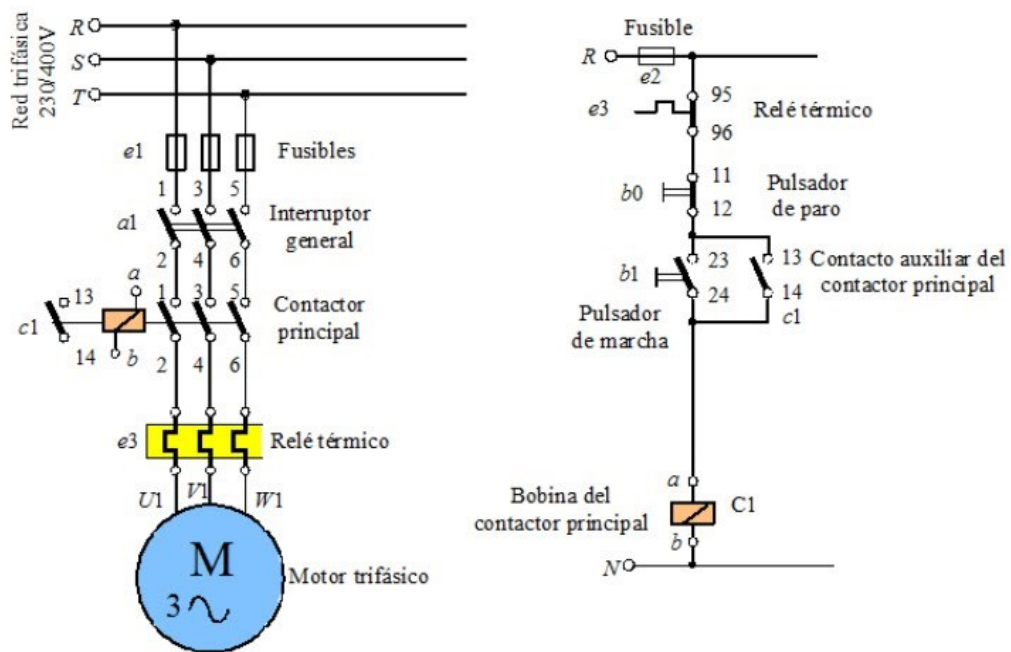 Red trifásica
230/400V
R
S
T
e1
Fusibles
1 3 5
a1
Interruptor
general
2 4 6
a
13
1 3 5
Contactor
principal
c1
14
b
2 4 6
e3
Relé térmico
U1 V1 W1
M
3
Motor trifásico
Fusible
R
e2
95
e3
Relé térmico
96
11
b0
Pulsador
de paro
12
23
13
Contacto auxiliar del
contactor principal
b1
24
14
c1
Pulsador
de marcha
a
Bobina del
contactor principal
C1
b
N